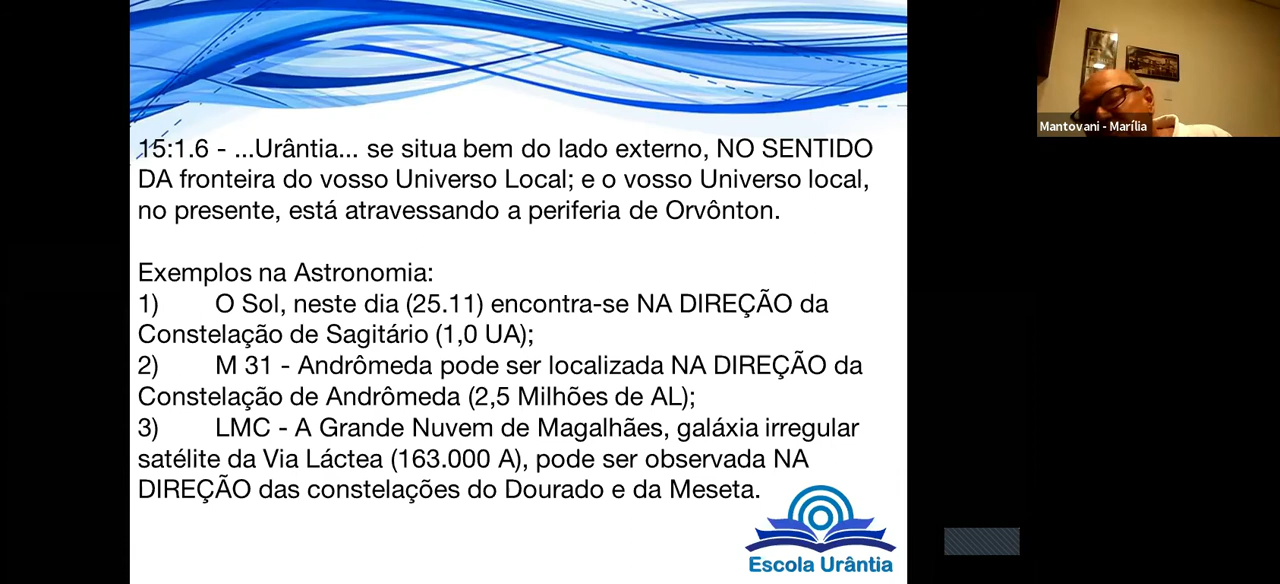 15:1.6 - ...Urântia... se situa bem do lado externo, NO SENTIDO
DA fronteira do vosso Universo Local; e o vosso Universo local,
no presente, está atravessando a periferia de Orvônton.
Exemplos na Astronomia:
1) O Sol, neste dia (25.11) encontra-se NA DIREÇÃO da
Constelação de Sagitário (1,0 UA);
2) M 31 - Andrômeda pode ser localizada NA DIREÇÃO da
Constelação de Andrômeda (2,5 Milhões de AL);
3) LMC - A Grande Nuvem de Magalhães, galáxia irregular
satélite da Via Láctea (163.000 A), pode ser observada NA
DIREÇÃO das constelações do Dourado e da Meseta.
Escola Urântia
Mantovani - Marília